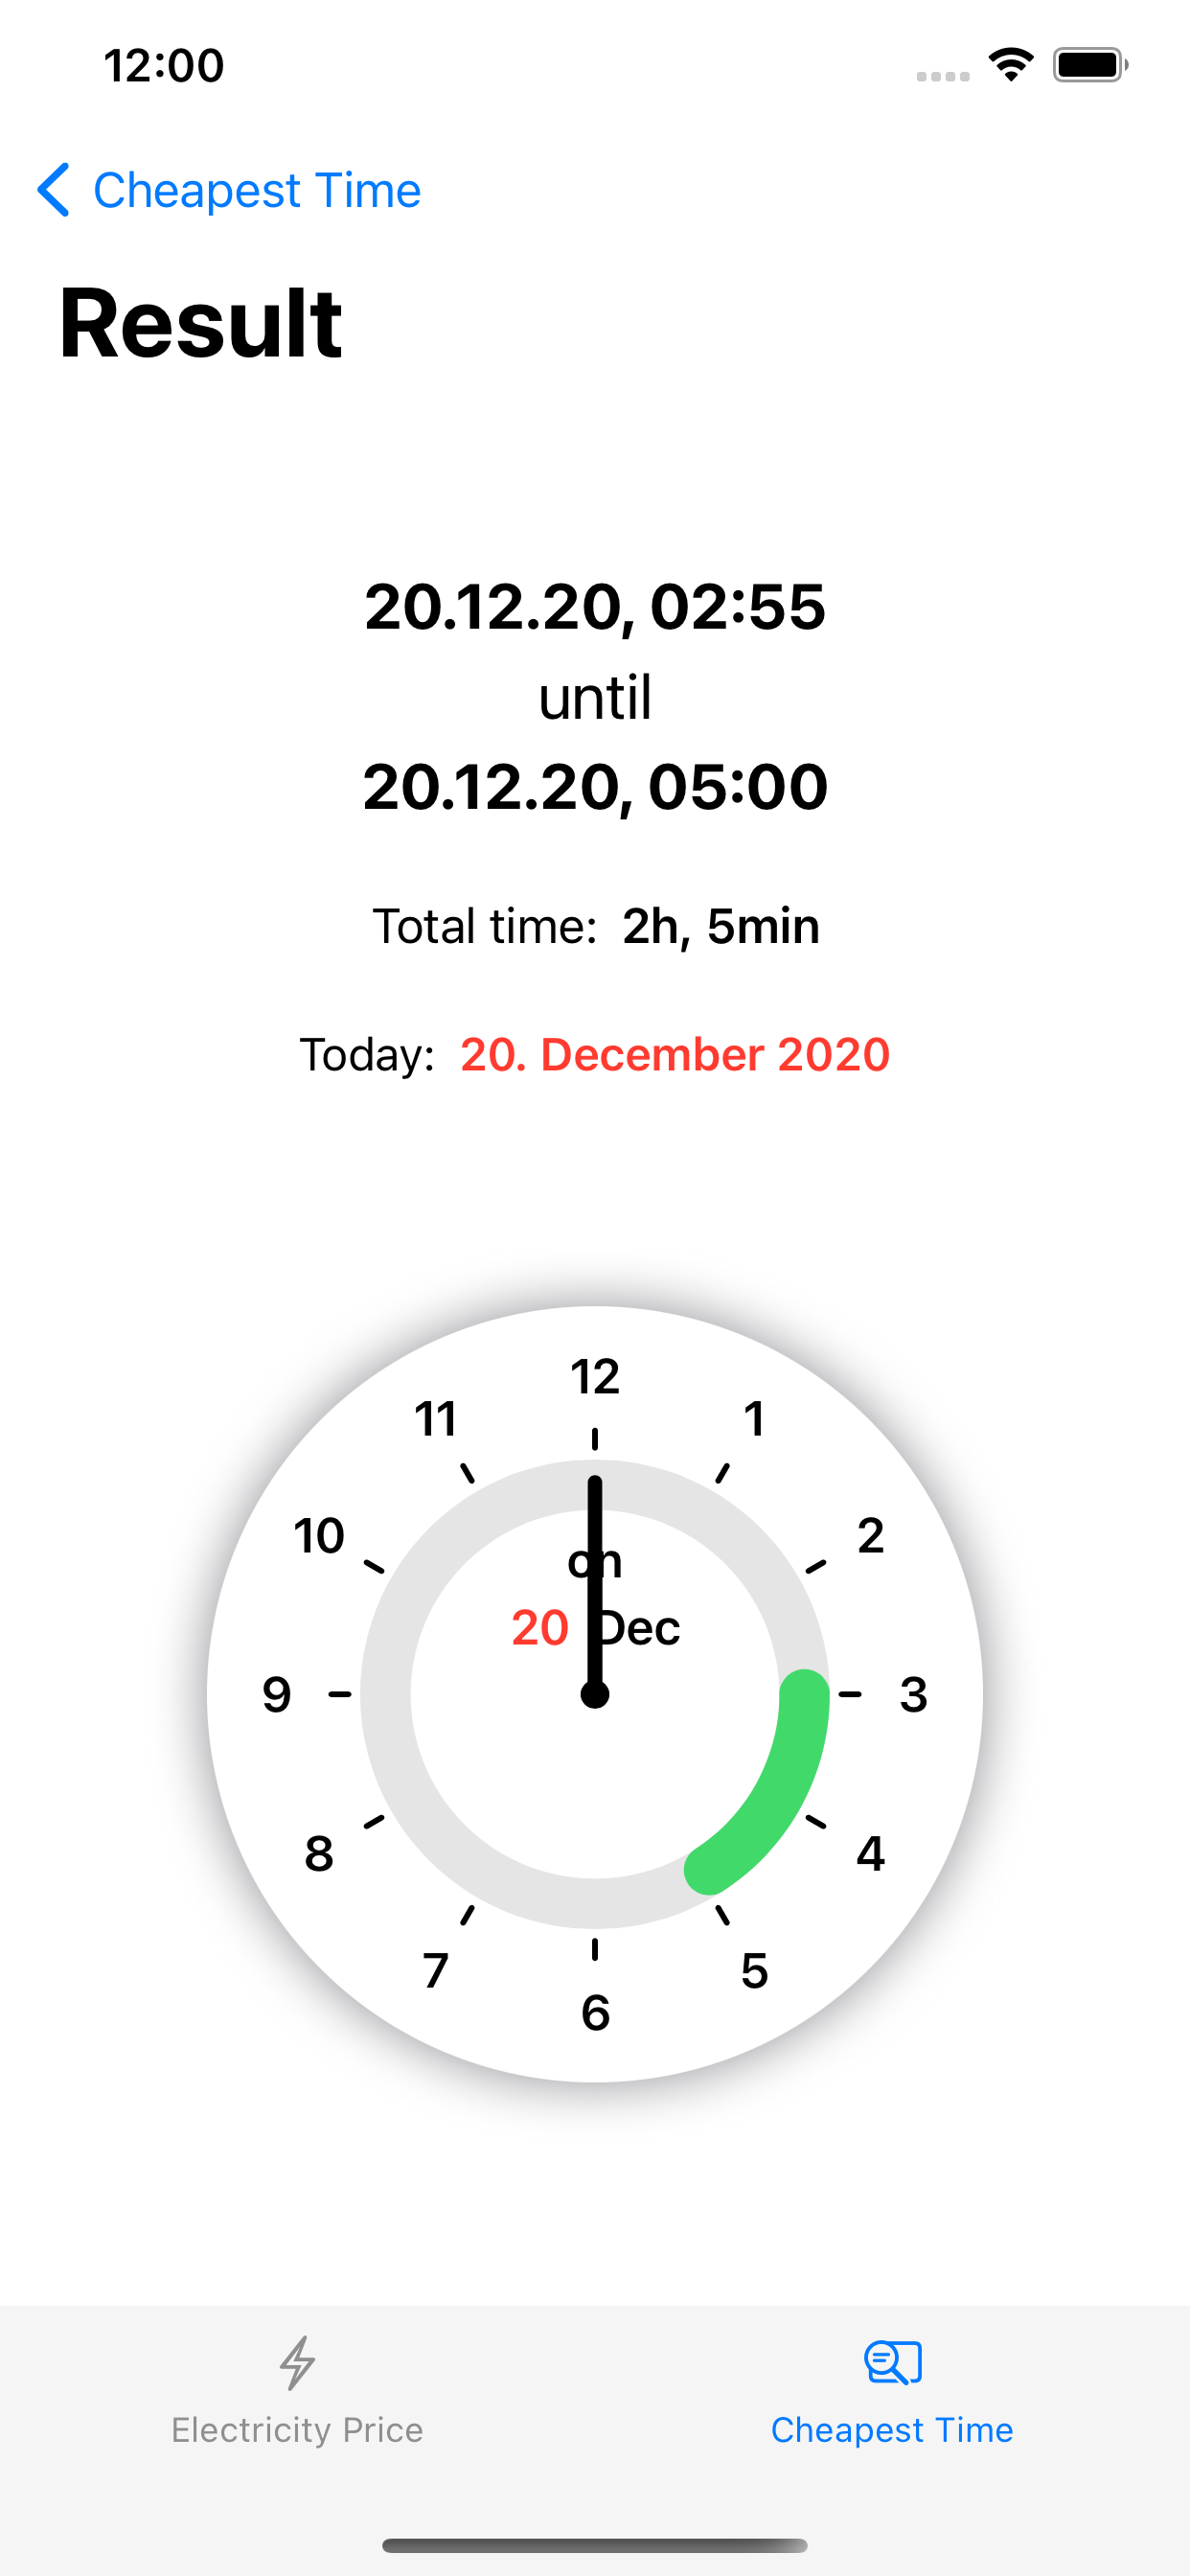 12:00
Cheapest Time
Result
20.12.20, 02:55
until
20.12.20, 05:00
Total time: 2h, 5min
Today: 20. December 2020
12
11
1
10
2
on
20 Dec
9
3
8
4
7
5
6
Electricity Price
Cheapest Time